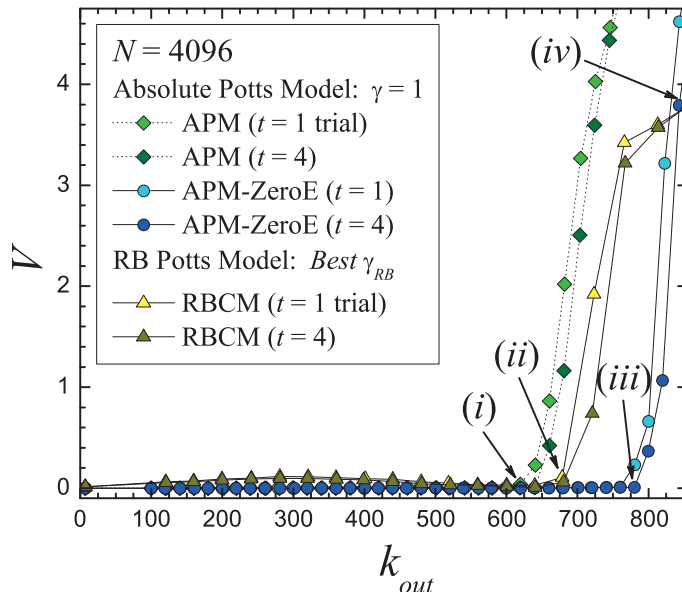 4
3
2
1
0
V
N = 4096
Absolute Potts Model: γ = 1
APM (t = 1 trial)
APM (t = 4)
APM-ZeroE (t = 1)
APM-ZeroE (t = 4)
RB Potts Model: Best γRB
RBCM (t = 1 trial)
RBCM (t = 4)
(iv)
(ii)
(iii)
(i)
0 100 200 300 400 500 600 700 800
kout